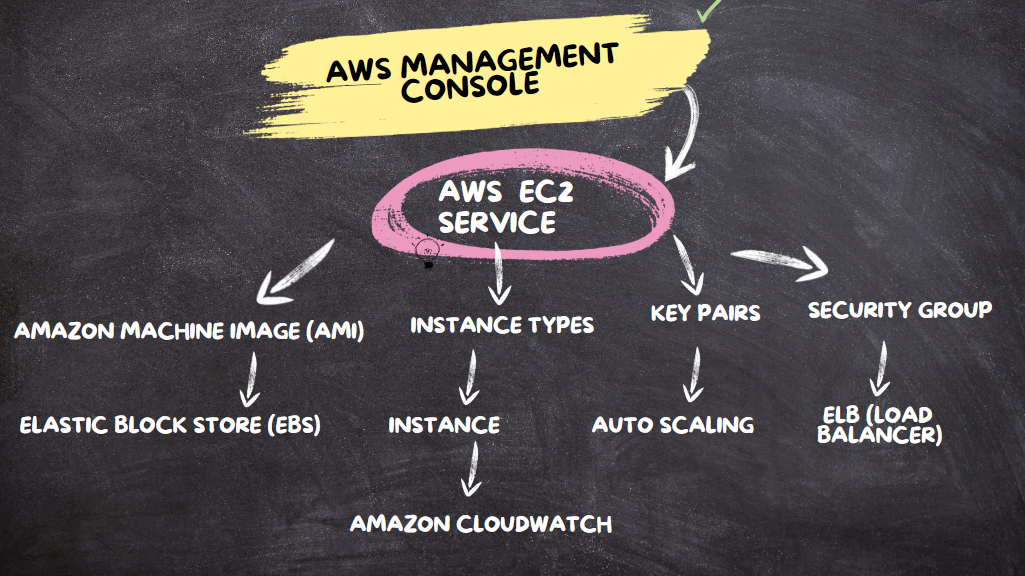 AWS MANAGEMENT
CONSOLE
AWS EC2
SERVICE
AMAZON MACHINE IMAGE (AMI)
INSTANCE TYPES
KEY PAIRS
SECURITY GROUP
ELASTIC BLOCK STORE (EBS)
INSTANCE
AUTO SCALING
ELB (LOAD
BALANCER)
AMAZON CLOUDWATCH